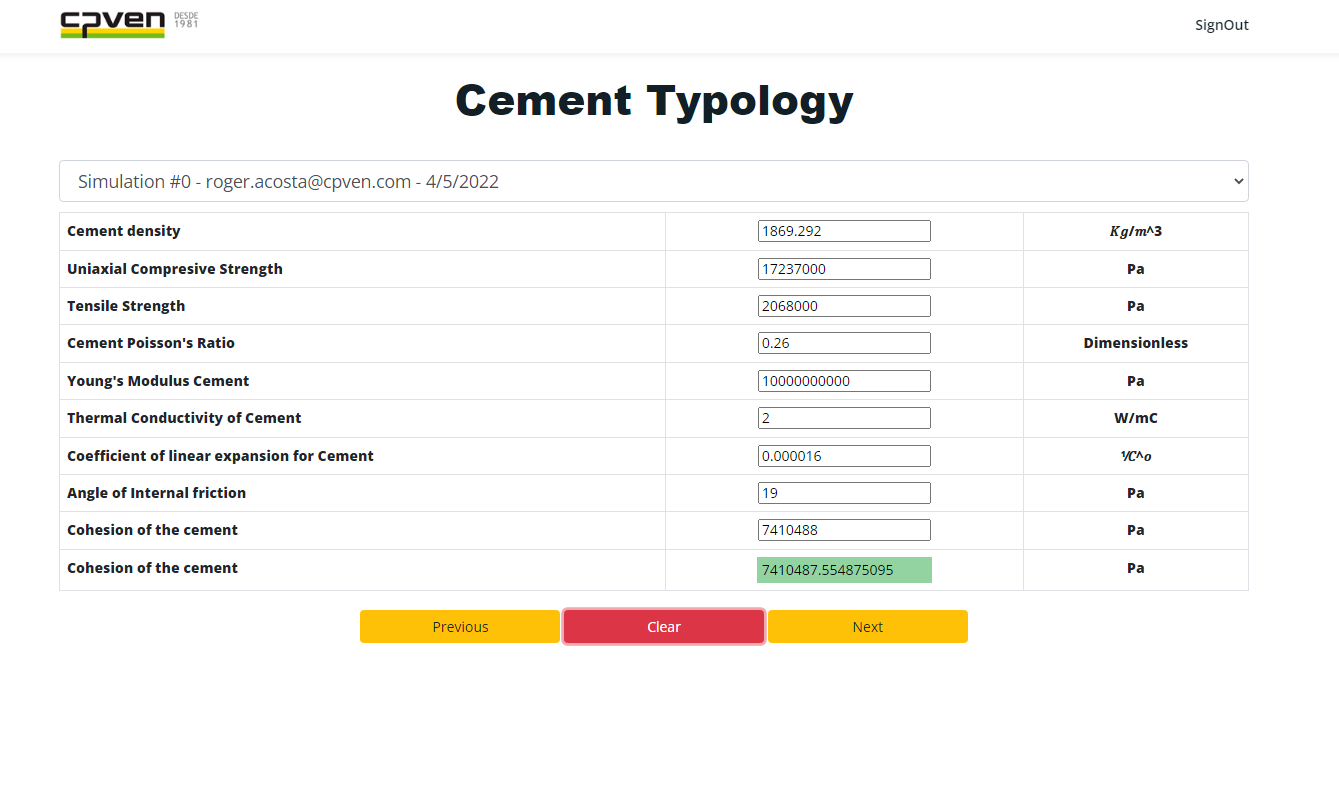 cpven DESDE 1981
SignOut
Cement Typology
Simulation #0 - roger.acosta@cpven.com - 4/5/2022
Cement density 1869.292 Kg/m^3
Uniaxial Compresive Strength 17237000 Pa
Tensile Strength 2068000 Pa
Cement Poisson's Ratio 0.26 Dimensionless
Young's Modulus Cement 10000000000 Pa
Thermal Conductivity of Cement 2 W/mC
Coefficient of linear expansion for Cement 0.000016 ⅟C^o
Angle of Internal friction 19 Pa
Cohesion of the cement 7410488 Pa
Cohesion of the cement 7410487.554875095 Pa
Previous Clear Next